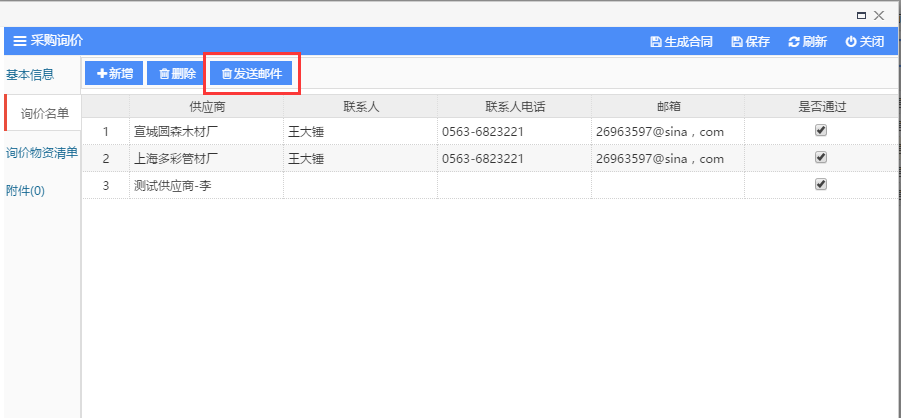 采购询价 生成合同 保存 刷新 关闭
基本信息 新增 删除 发送邮件
询价名单
询价物资清单
附件(0)
供应商 联系人 联系人电话 邮箱 是否通过
1 宣城圆森木材厂 王大锤 0563-6823221 26963597@sina，com
2 上海多彩管材厂 王大锤 0563-6823221 26963597@sina，com
3 测试供应商-李